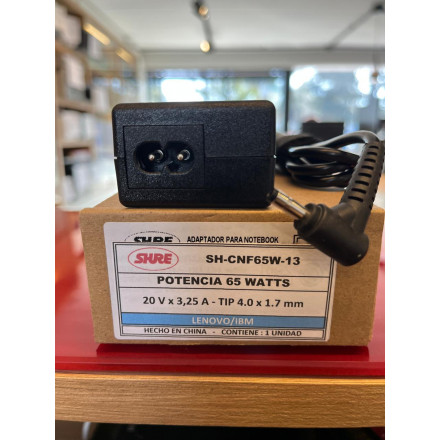 SHRE ADAPTADOR PARA NOTEBOOK
SHRE SH-CNF65W-13
POTENCIA 65 WATTS
20 V x 3,25 A - TIP 4.0 x 1.7 mm
LENOVO/IBM
HECHO EN CHINA - CONTIENE : 1 UNIDAD